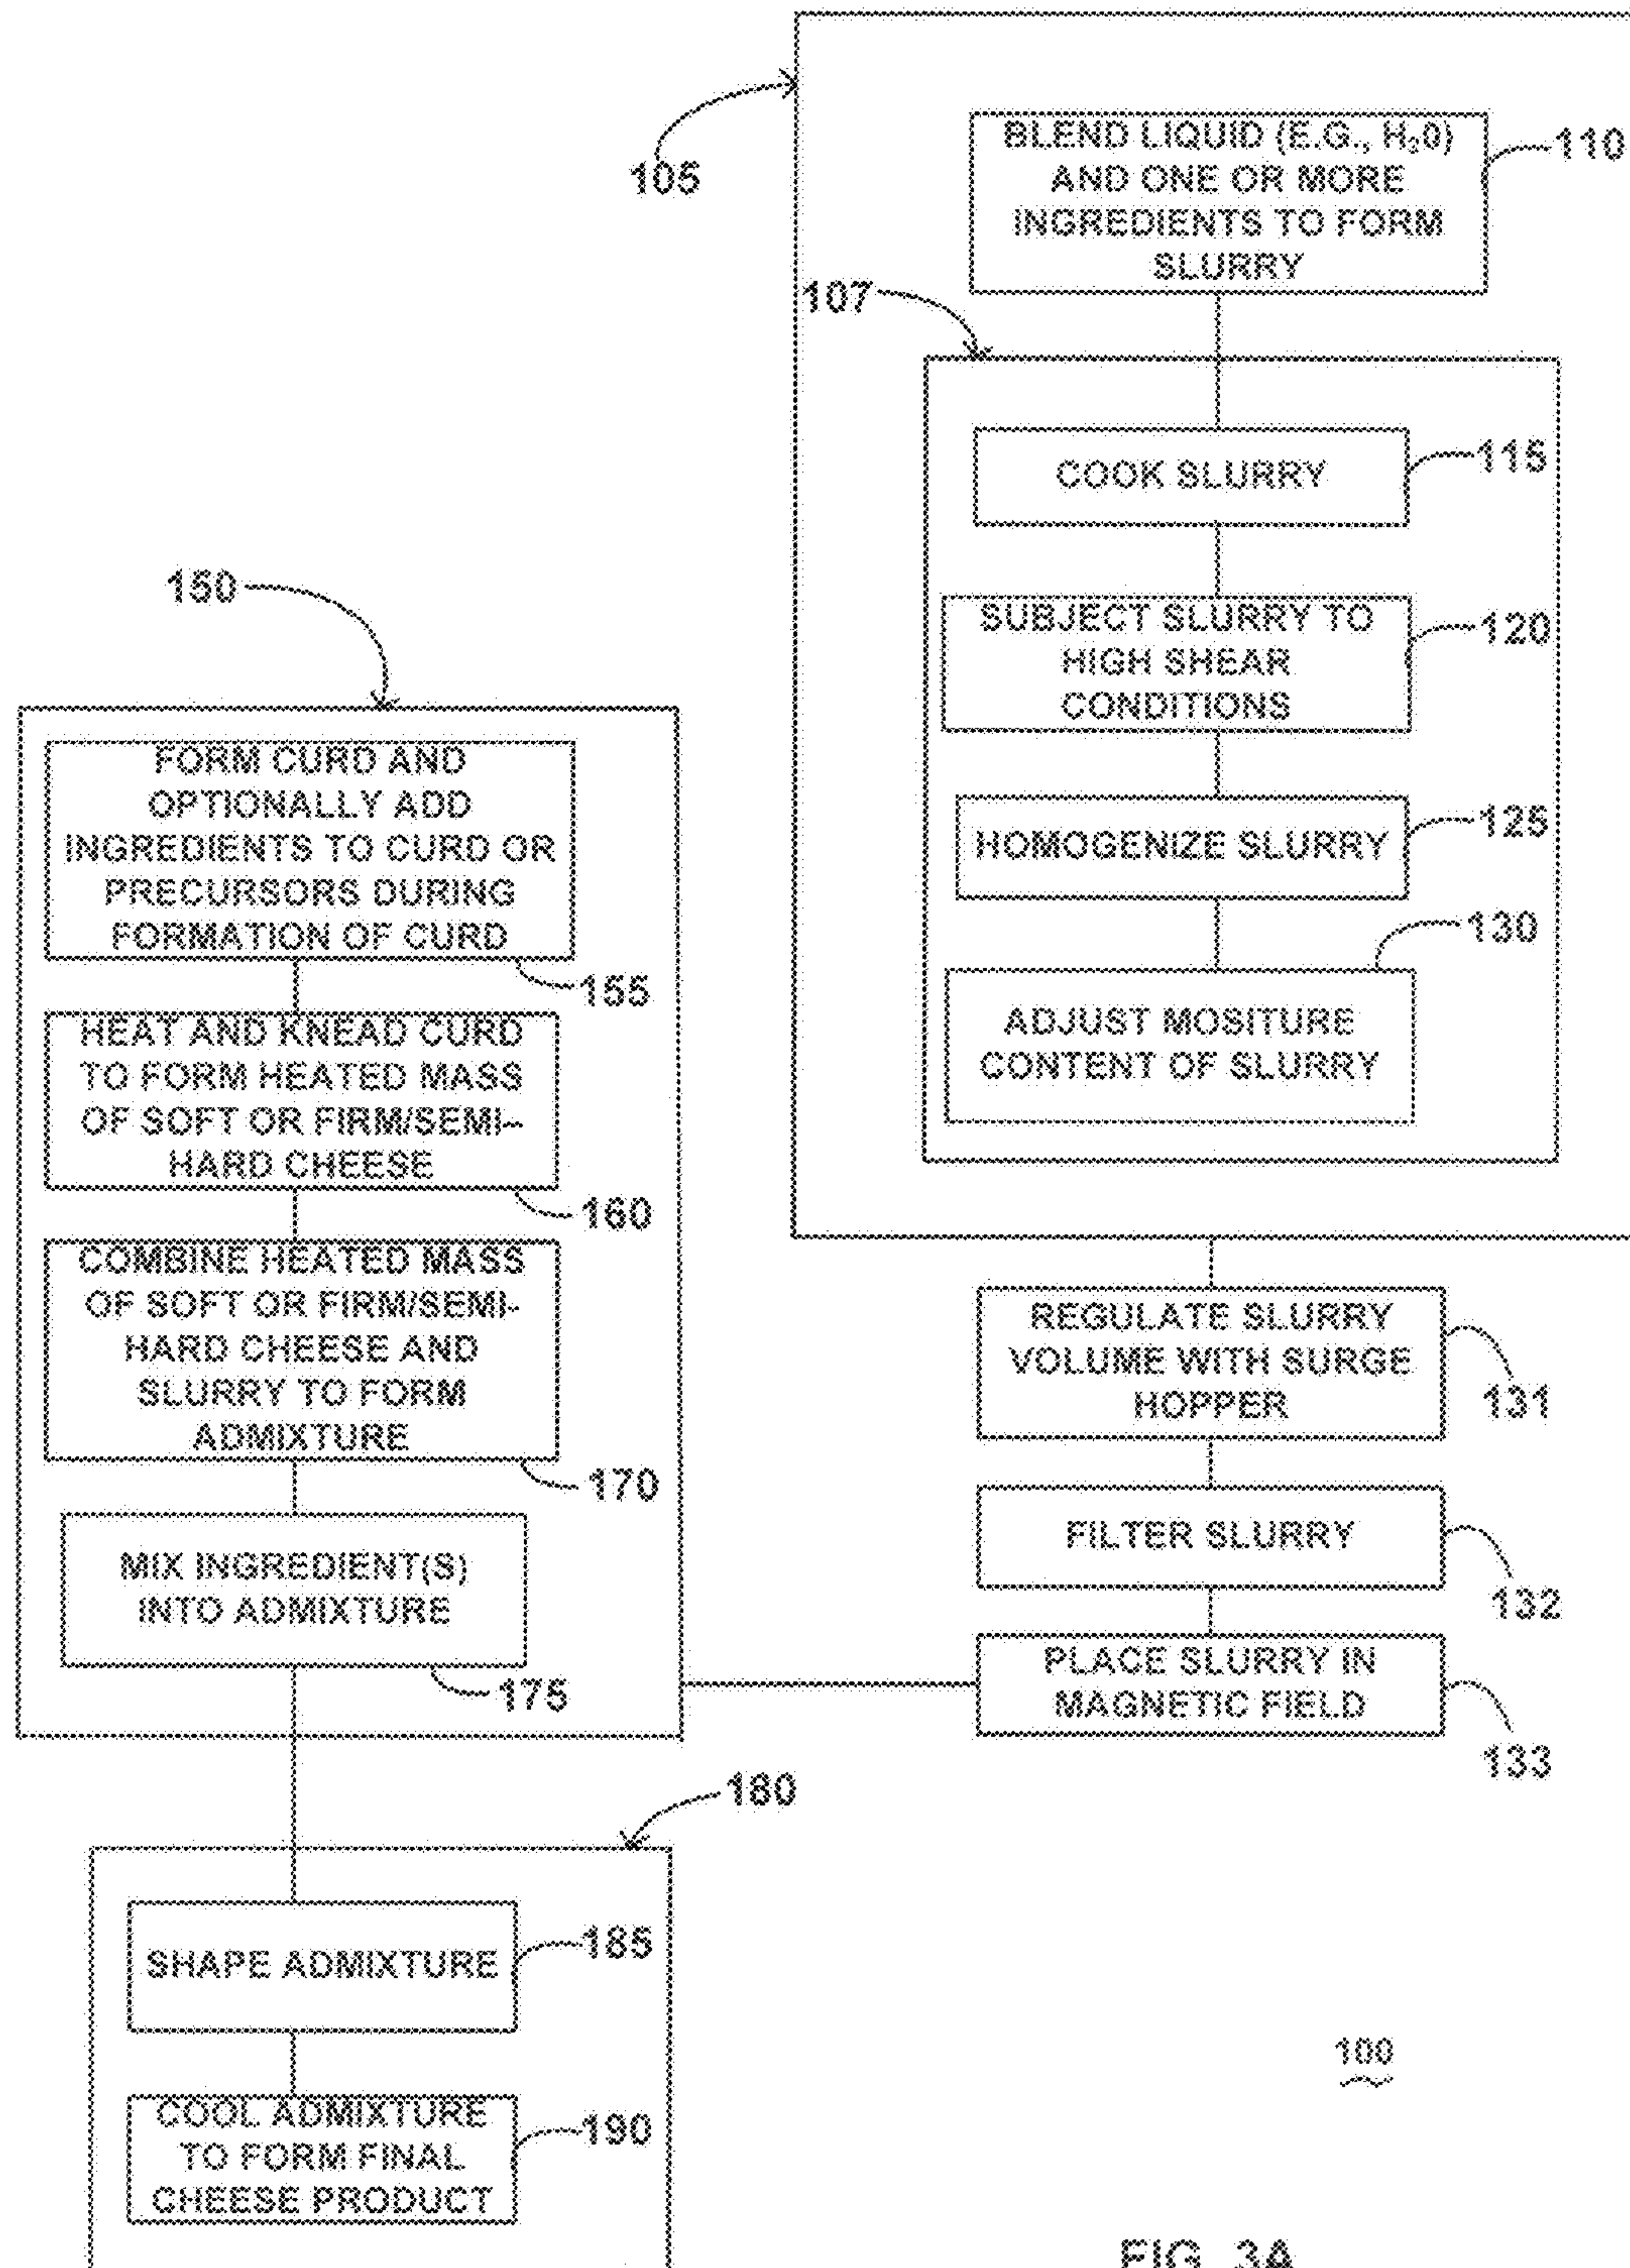 105
BLEND LIQUID (E.G., H₂0)
AND ONE OR MORE
INGREDIENTS TO FORM
SLURRY
110
107
COOK SLURRY
115
SUBJECT SLURRY TO
HIGH SHEAR
CONDITIONS
120
HOMOGENIZE SLURRY
125
130
ADJUST MOSITURE
CONTENT OF SLURRY
REGULATE SLURRY
VOLUME WITH SURGE
HOPPER
131
FILTER SLURRY
132
PLACE SLURRY IN
MAGNETIC FIELD
133
150
FORM CURD AND
OPTIONALLY ADD
INGREDIENTS TO CURD OR
PRECURSORS DURING
FORMATION OF CURD
155
HEAT AND KNEAD CURD
TO FORM HEATED MASS
OF SOFT OR FIRM/SEMI-
HARD CHEESE
160
COMBINE HEATED MASS
OF SOFT OR FIRM/SEMI-
HARD CHEESE AND
SLURRY TO FORM
ADMIXTURE
170
MIX INGREDIENT(S)
INTO ADMIXTURE
175
180
SHAPE ADMIXTURE
185
COOL ADMIXTURE
TO FORM FINAL
CHEESE PRODUCT
190
100
FIG. 3A